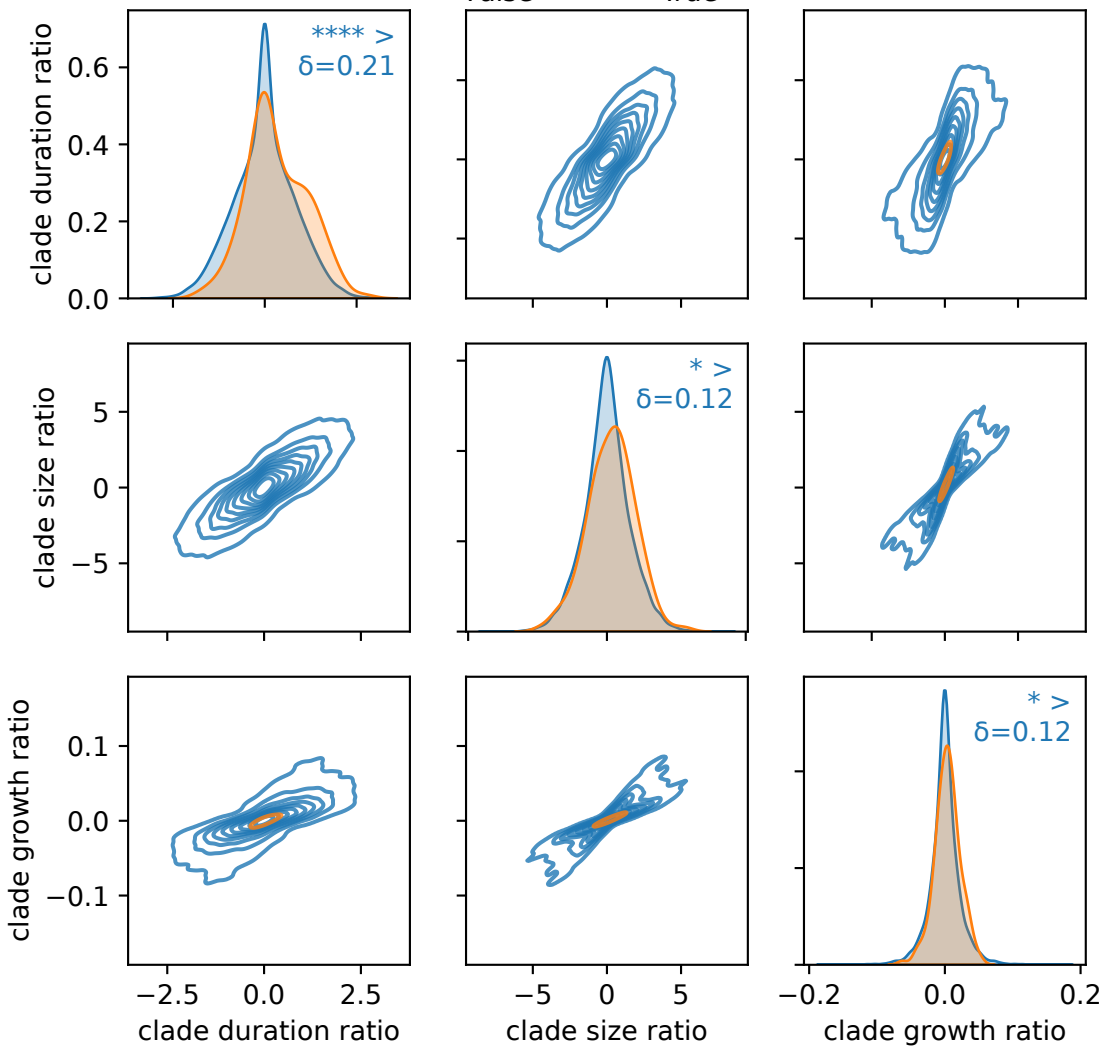 clade duration ratio
0.6
0.4
0.2
0.0
**** >
δ=0.21
clade size ratio
5
0
−5
* >
δ=0.12
clade growth ratio
0.1
0.0
−0.1
* >
δ=0.12
−2.5 0.0 2.5
−5 0 5
−0.2 0.0 0.2
clade duration ratio
clade size ratio
clade growth ratio